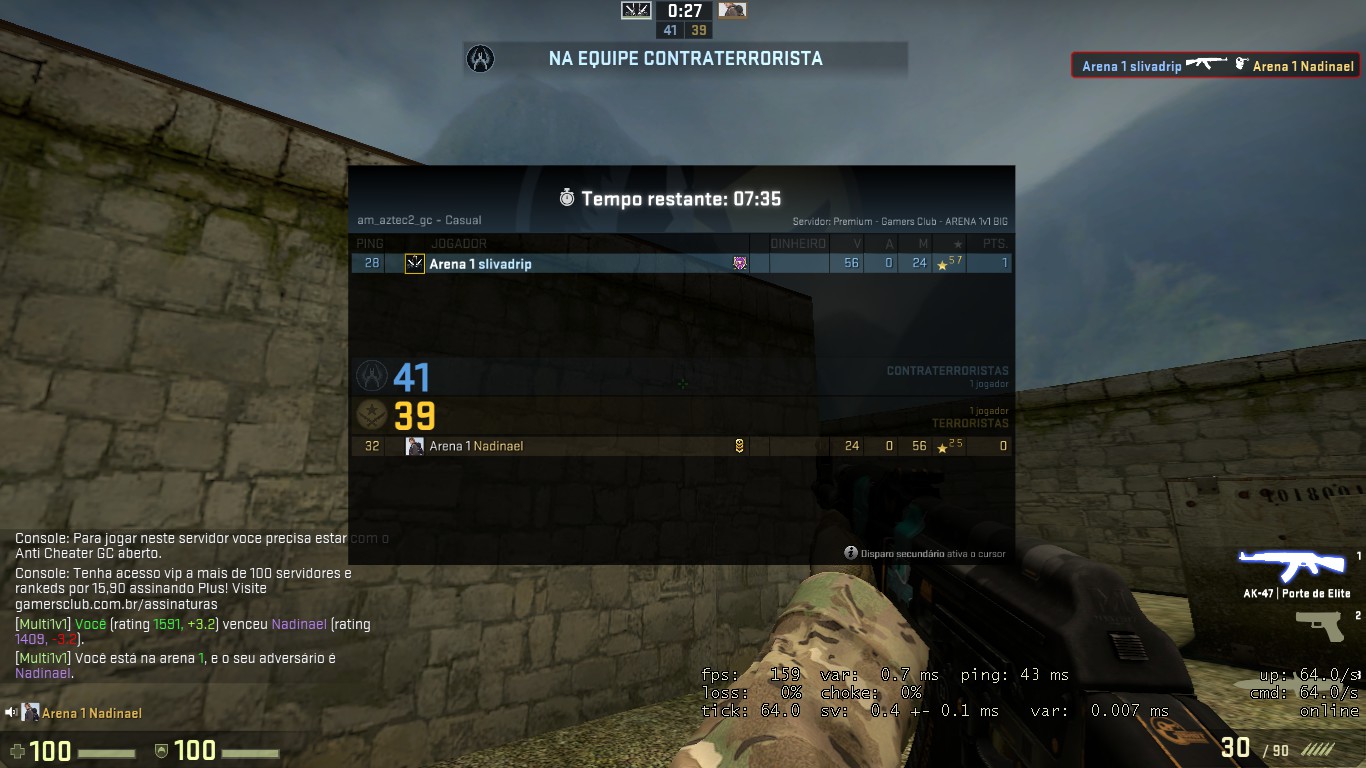 0:27
41 39
NA EQUIPE CONTRATERRORISTA
Arena 1 slivadrip Arena 1 Nadinael
Tempo restante: 07:35
am_aztec2_gc - Casual
Servidor: Premium - Gamers Club - ARENA 1v1 BIG
PING JOGADOR DINHEIRO V A M ★ PTS.
28 Arena 1 slivadrip 56 0 24 ★57 1
41
CONTRATERRORISTAS
1 jogador
39
1 jogador
TERRORISTAS
32 Arena 1 Nadinael 24 0 56 ★25 0
Disparo secundário ativa o cursor
Console: Para jogar neste servidor voce precisa estar com o
Anti Cheater GC aberto.
Console: Tenha acesso vip a mais de 100 servidores e
rankeds por 15,90 assinando Plus! Visite
gamersclub.com.br/assinaturas
[Multi1v1] Você (rating 1591, +3.2) venceu Nadinael (rating
1409, -3.2).
[Multi1v1] Você está na arena 1, e o seu adversário é
Nadinael.
Arena 1 Nadinael
1
AK-47 | Porte de Elite
2
fps: 159 var: 0.7 ms ping: 43 ms
loss: 0% choke: 0%
tick: 64.0 sv: 0.4 +- 0.1 ms var: 0.007 ms
up: 64.0/s
cmd: 64.0/s
online
100 100
30 / 90